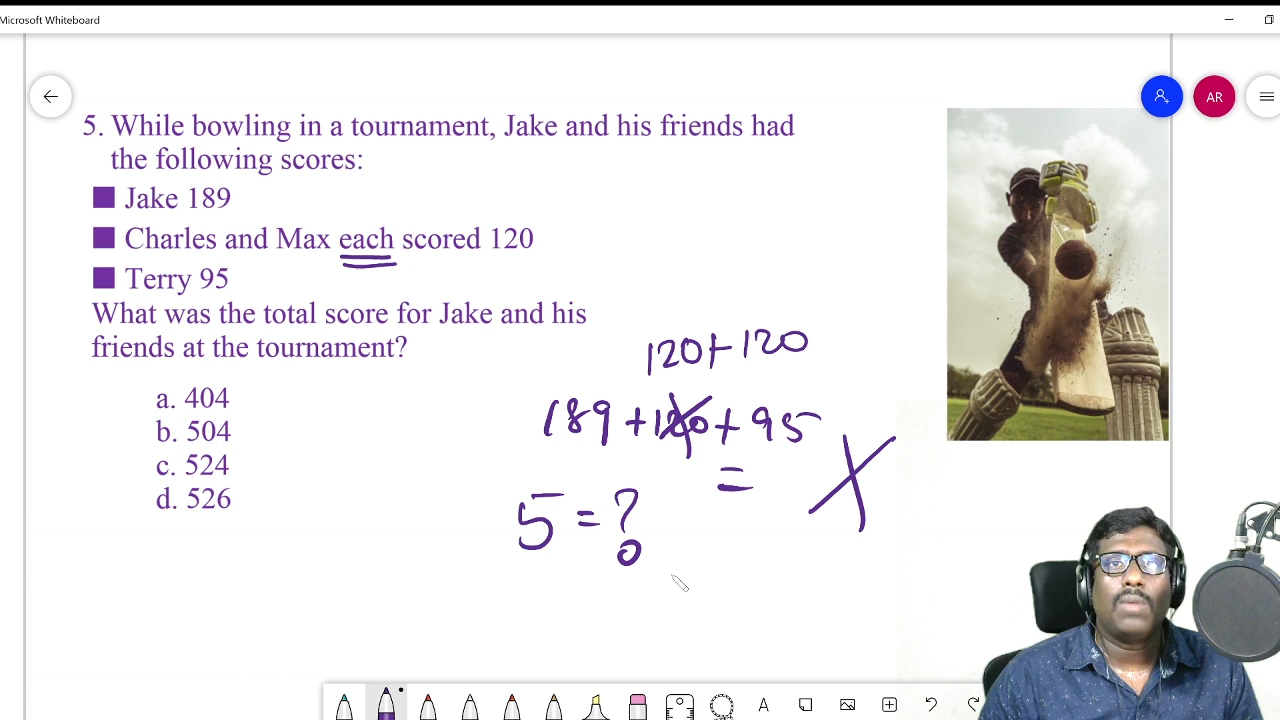 Microsoft Whiteboard
AR
5. While bowling in a tournament, Jake and his friends had
the following scores:
Jake 189
Charles and Max each scored 120
Terry 95
What was the total score for Jake and his
friends at the tournament?
120+120
a. 404
189+120+95
b. 504
=
c. 524
5=?
d. 526
A